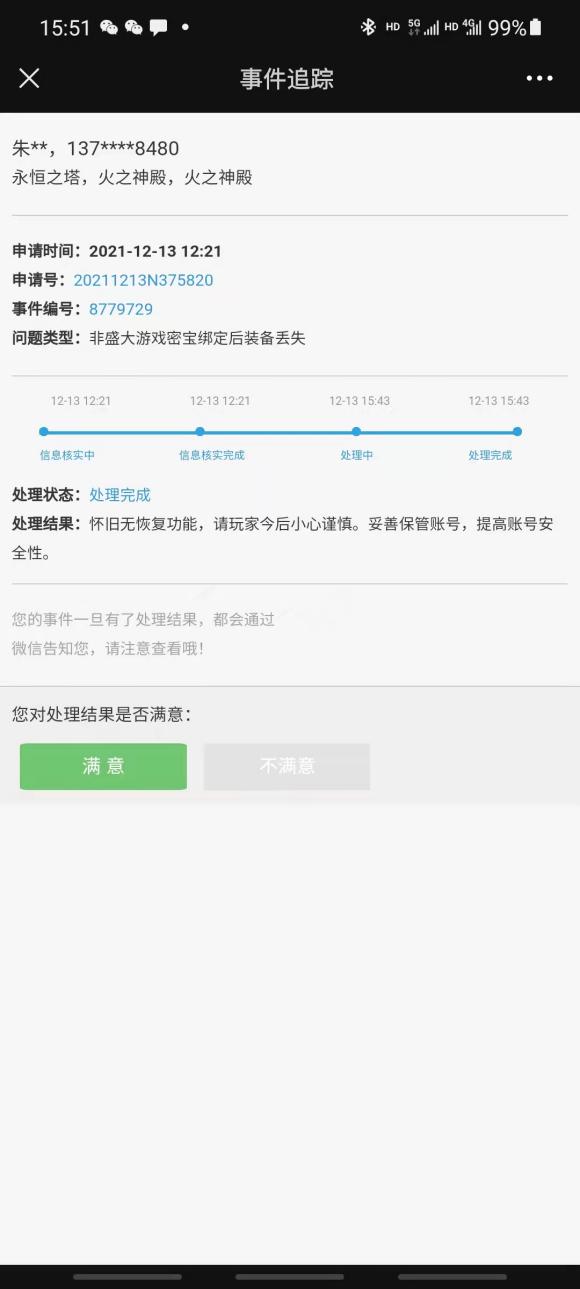 15:51
HD 5G HD 4G 99%
事件追踪
朱**，137****8480
永恒之塔，火之神殿，火之神殿
申请时间：2021-12-13 12:21
申请号：20211213N375820
事件编号：8779729
问题类型：非盛大游戏密宝绑定后装备丢失
12-13 12:21 12-13 12:21 12-13 15:43 12-13 15:43
信息核实中 信息核实完成 处理中 处理完成
处理状态：处理完成
处理结果：怀旧无恢复功能，请玩家今后小心谨慎。妥善保管账号，提高账号安
全性。
您的事件一旦有了处理结果，都会通过
微信告知您，请注意查看哦！
您对处理结果是否满意：
满 意 不满意